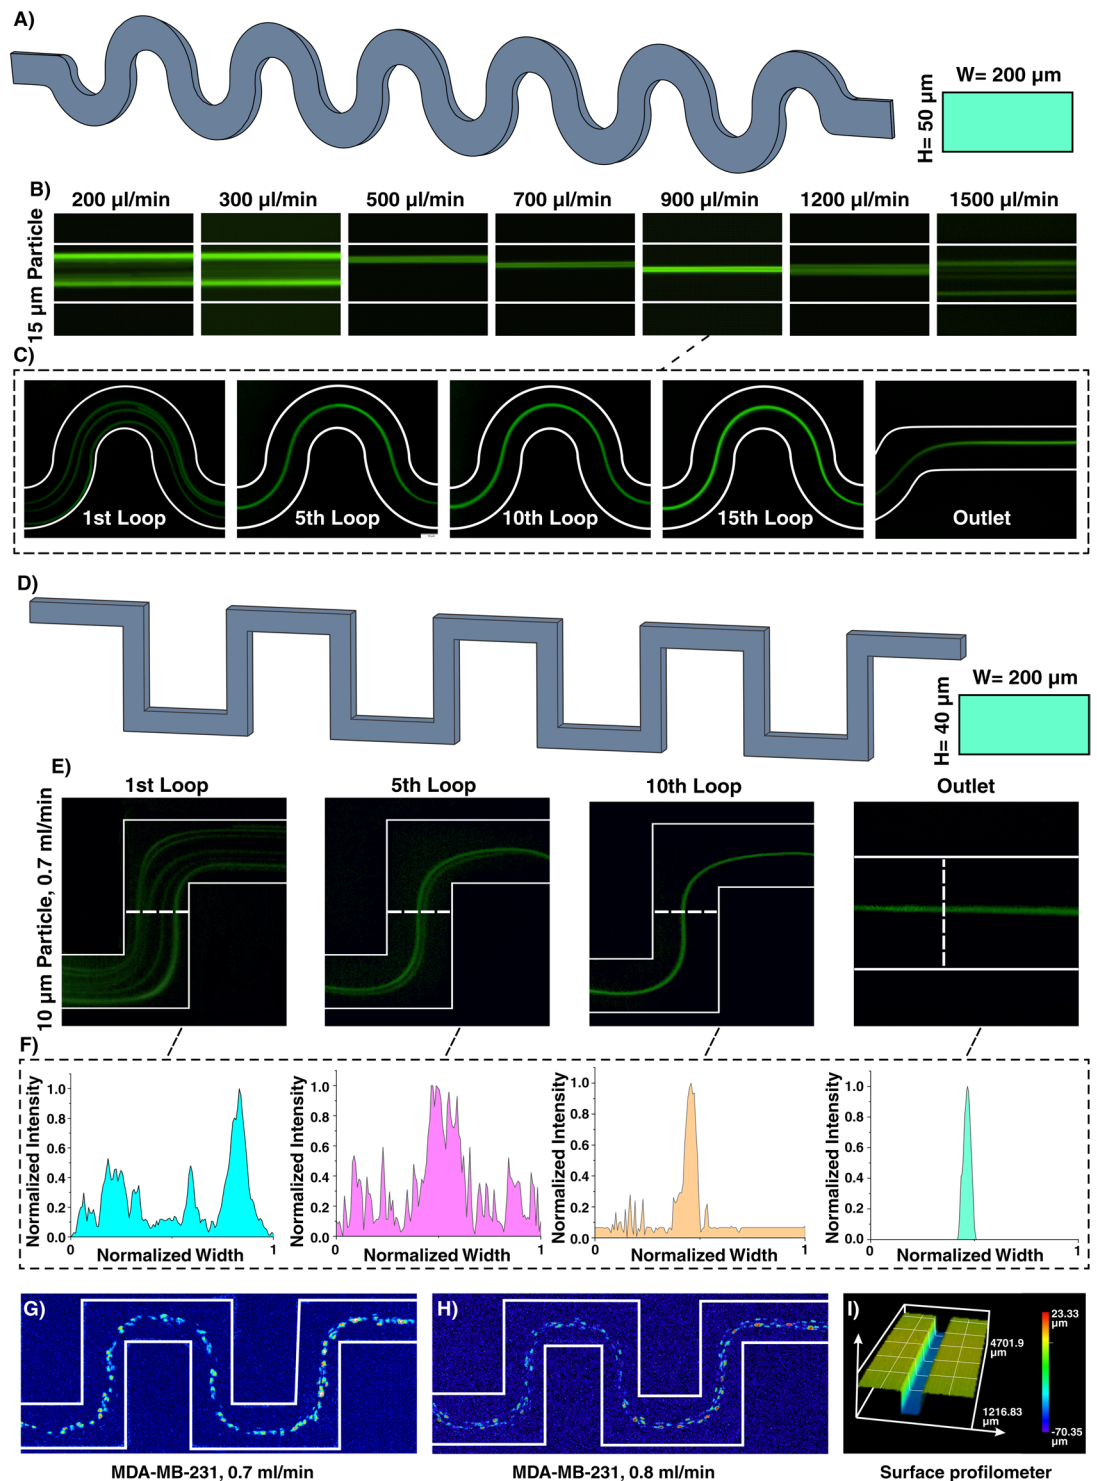 A)
W= 200 µm
H= 50 µm
B)
200 µl/min 300 µl/min 500 µl/min 700 µl/min 900 µl/min 1200 µl/min 1500 µl/min
15 µm Particle
C)
1st Loop 5th Loop 10th Loop 15th Loop Outlet
D)
W= 200 µm
H= 40 µm
E)
1st Loop 5th Loop 10th Loop Outlet
10 µm Particle, 0.7 ml/min
F)
Normalized Intensity
1.0
0.8
0.6
0.4
0.2
0.0
0 Normalized Width 1
Normalized Intensity
1.0
0.8
0.6
0.4
0.2
0.0
0 Normalized Width 1
Normalized Intensity
1.0
0.8
0.6
0.4
0.2
0.0
0 Normalized Width 1
Normalized Intensity
1.0
0.8
0.6
0.4
0.2
0.0
0 Normalized Width 1
G)
MDA-MB-231, 0.7 ml/min
H)
MDA-MB-231, 0.8 ml/min
I)
23.33
µm
4701.9
µm
1216.83
µm
-70.35
µm
Surface profilometer